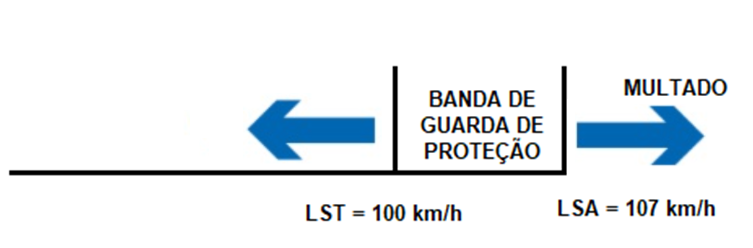 MULTADO
BANDA DE
GUARDA DE
PROTEÇÃO
LST = 100 km/h
LSA = 107 km/h